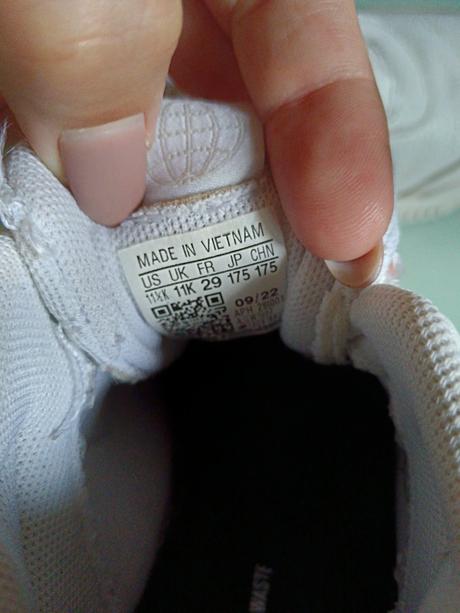 MADE IN VIETNAM
US UK FR JP CHN
11½K 11K 29 175 175
09/22